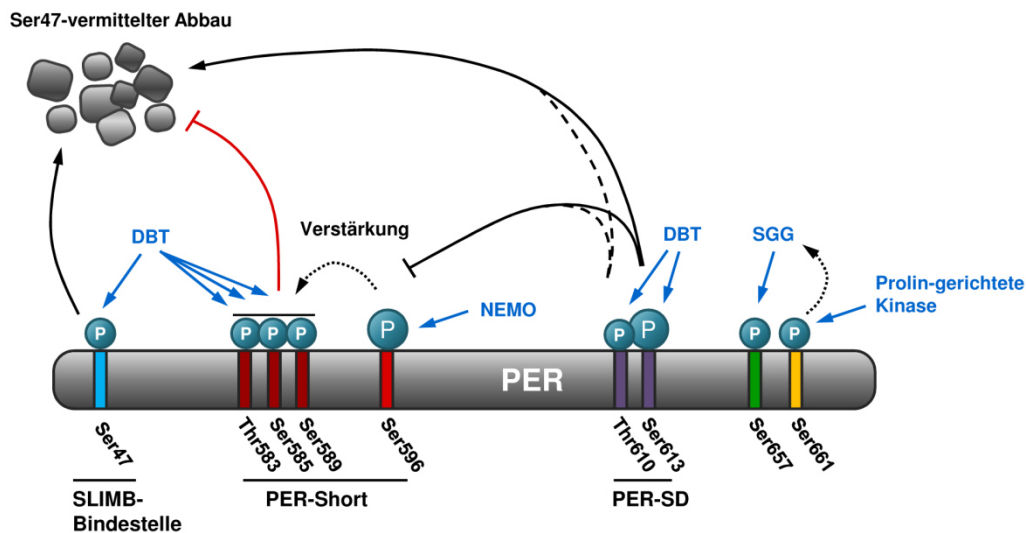 Ser47-vermittelter Abbau
Verstärkung
DBT
DBT
SGG
Prolin-gerichtete
Kinase
NEMO
P
P
P
P
P
P
P
P
P
PER
Ser47
Thr583
Ser585
Ser589
Ser596
Thr610
Ser613
Ser657
Ser661
SLIMB-
Bindestelle
PER-Short
PER-SD